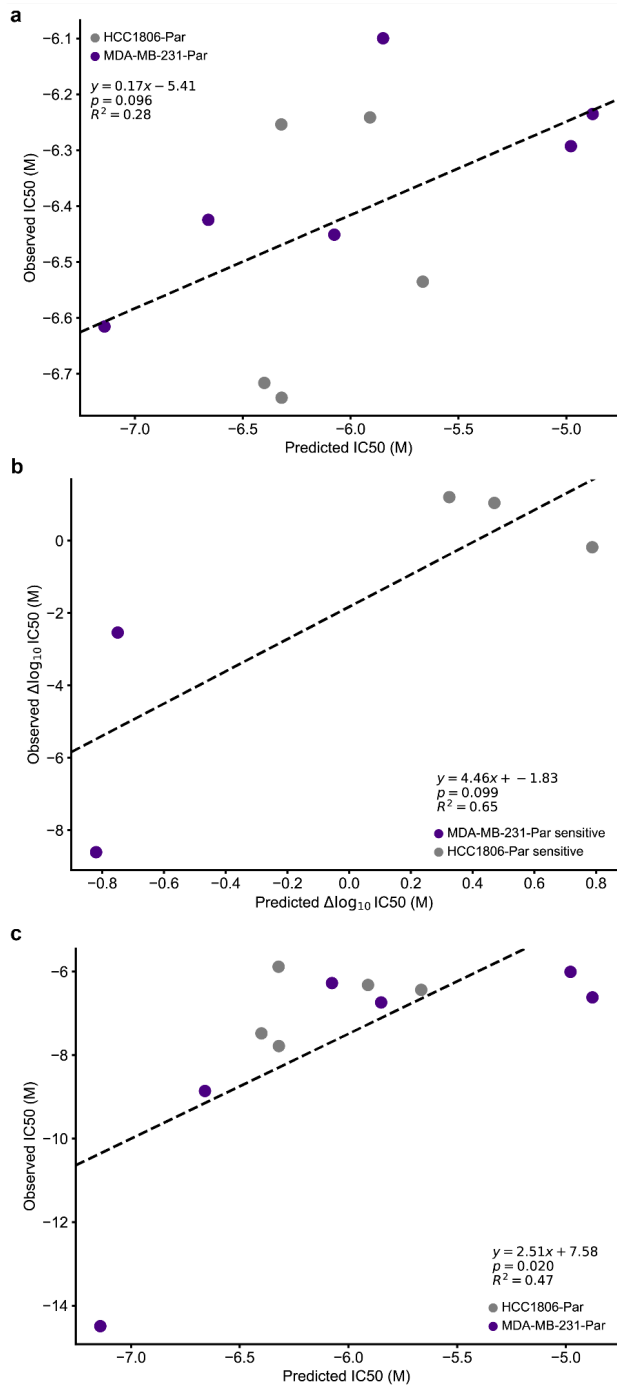 a
HCC1806-Par
MDA-MB-231-Par
y = 0.17x − 5.41
p = 0.096
R² = 0.28
Observed IC50 (M)
−6.1
−6.2
−6.3
−6.4
−6.5
−6.6
−6.7
−7.0 −6.5 −6.0 −5.5 −5.0
Predicted IC50 (M)
b
Observed Δlog₁₀ IC50 (M)
0
−2
−4
−6
−8
y = 4.46x + − 1.83
p = 0.099
R² = 0.65
MDA-MB-231-Par sensitive
HCC1806-Par sensitive
−0.8 −0.6 −0.4 −0.2 0.0 0.2 0.4 0.6 0.8
Predicted Δlog₁₀ IC50 (M)
c
Observed IC50 (M)
−6
−8
−10
−12
−14
y = 2.51x + 7.58
p = 0.020
R² = 0.47
HCC1806-Par
MDA-MB-231-Par
−7.0 −6.5 −6.0 −5.5 −5.0
Predicted IC50 (M)